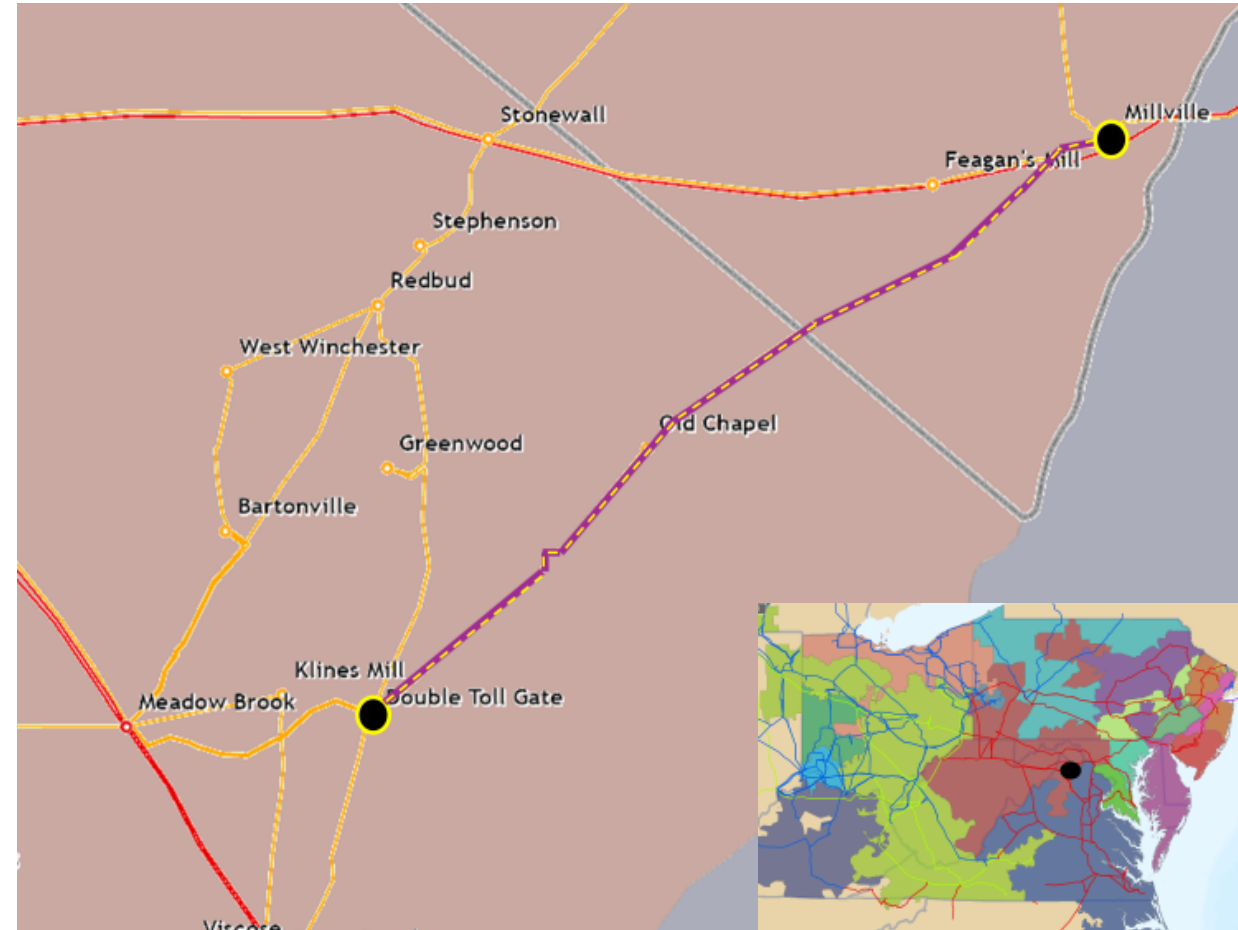 Stonewall
Millville
Feagan's Mill
Stephenson
Redbud
West Winchester
Old Chapel
Greenwood
Bartonville
Klines Mill
Meadow Brook
Double Toll Gate
Viscose